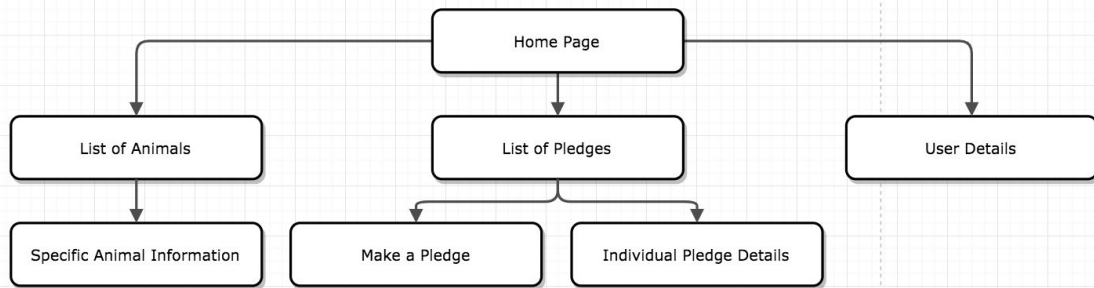 Home Page
List of Animals
List of Pledges
User Details
Specific Animal Information
Make a Pledge
Individual Pledge Details